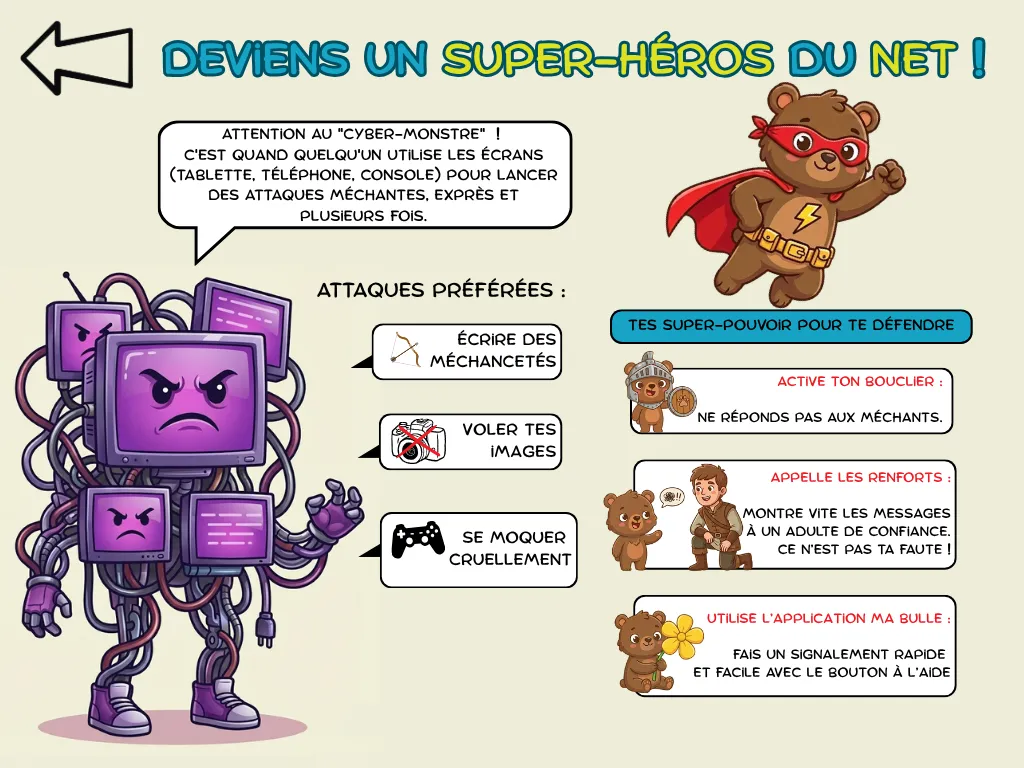 DEVIENS UN SUPER-HÉROS DU NET !
ATTENTION AU "CYBER-MONSTRE" !
C'EST QUAND QUELQU'UN UTILISE LES ÉCRANS
(TABLETTE, TÉLÉPHONE, CONSOLE) POUR LANCER
DES ATTAQUES MÉCHANTES, EXPRÈS ET
PLUSIEURS FOIS.
ATTAQUES PRÉFÉRÉES :
ÉCRIRE DES
MÉCHANCETÉS
VOLER TES
IMAGES
SE MOQUER
CRUELLEMENT
TES SUPER-POUVOIR POUR TE DÉFENDRE
ACTIVE TON BOUCLIER :
NE RÉPONDS PAS AUX MÉCHANTS.
APPELLE LES RENFORTS :
MONTRE VITE LES MESSAGES
À UN ADULTE DE CONFIANCE.
CE N'EST PAS TA FAUTE !
UTILISE L'APPLICATION MA BULLE :
FAIS UN SIGNALEMENT RAPIDE
ET FACILE AVEC LE BOUTON À L'AIDE